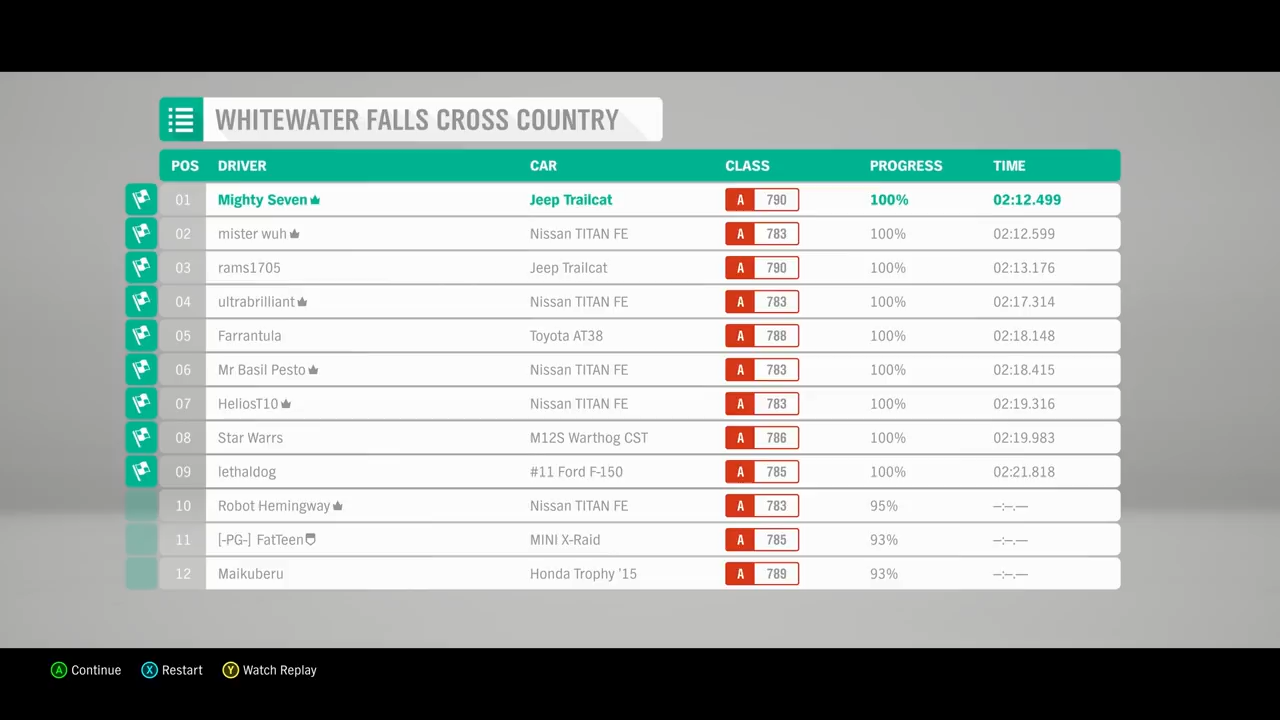 WHITEWATER FALLS CROSS COUNTRY
POS DRIVER CAR CLASS PROGRESS TIME
01 Mighty Seven Jeep Trailcat A 790 100% 02:12.499
02 mister wuh Nissan TITAN FE A 783 100% 02:12.599
03 rams1705 Jeep Trailcat A 790 100% 02:13.176
04 ultrabrilliant Nissan TITAN FE A 783 100% 02:17.314
05 Farrantula Toyota AT38 A 788 100% 02:18.148
06 Mr Basil Pesto Nissan TITAN FE A 783 100% 02:18.415
07 HeliosT10 Nissan TITAN FE A 783 100% 02:19.316
08 Star Warrs M12S Warthog CST A 786 100% 02:19.983
09 lethaldog #11 Ford F-150 A 785 100% 02:21.818
10 Robot Hemingway Nissan TITAN FE A 783 95% --:--.---
11 [-PG-] FatTeen MINI X-Raid A 785 93% --:--.---
12 Maikuberu Honda Trophy '15 A 789 93% --:--.---
A Continue X Restart Y Watch Replay